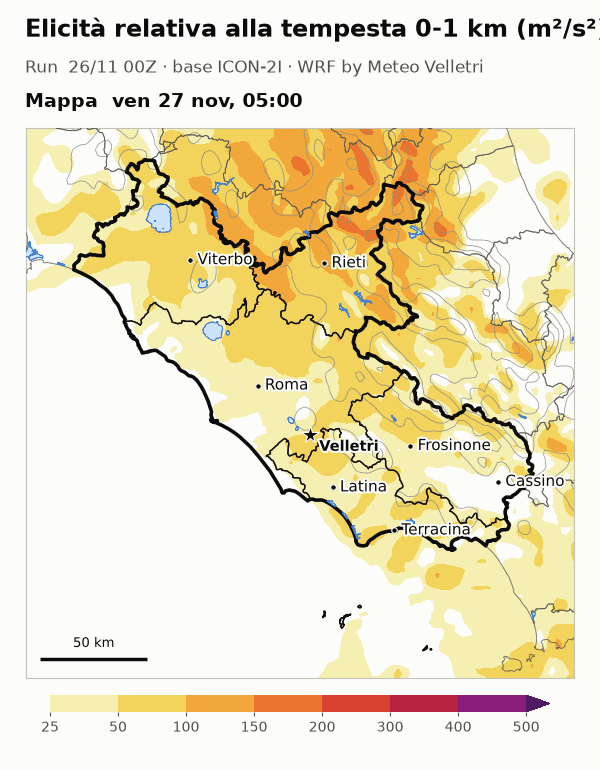 Elicità relativa alla tempesta 0-1 km (m²/s²)
Run  26/11 00Z · base ICON-2I · WRF by Meteo Velletri
Mappa  ven 27 nov, 05:00
Viterbo
Rieti
Roma
Velletri
Frosinone
Cassino
Latina
Terracina
50 km
25 50 100 150 200 300 400 500